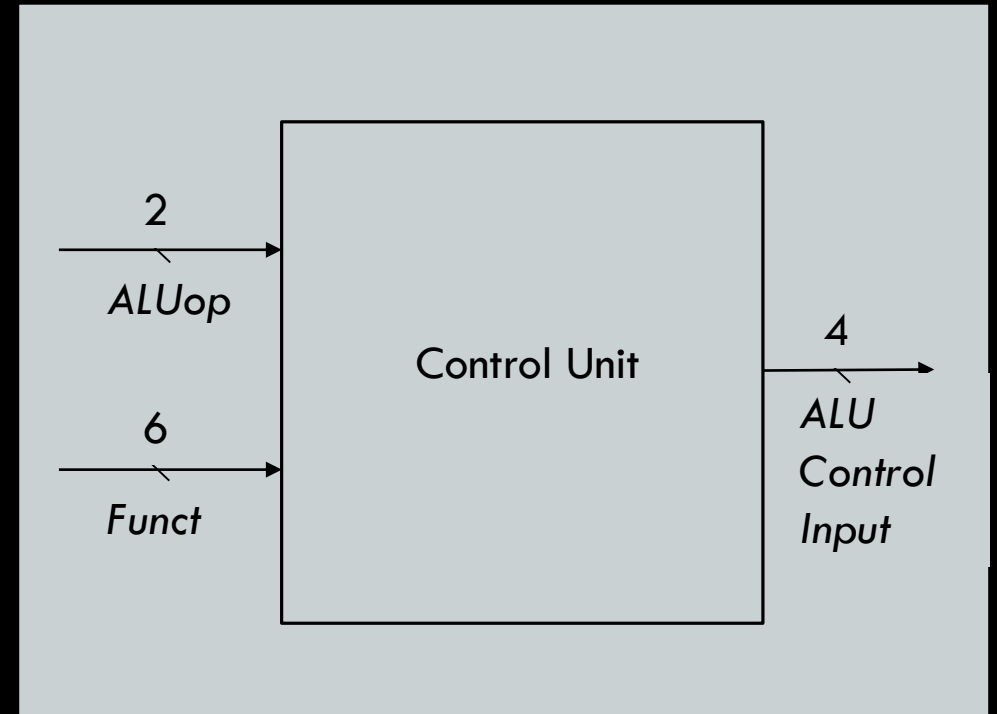 2
ALUop
6
Funct
Control Unit
4
ALU
Control
Input